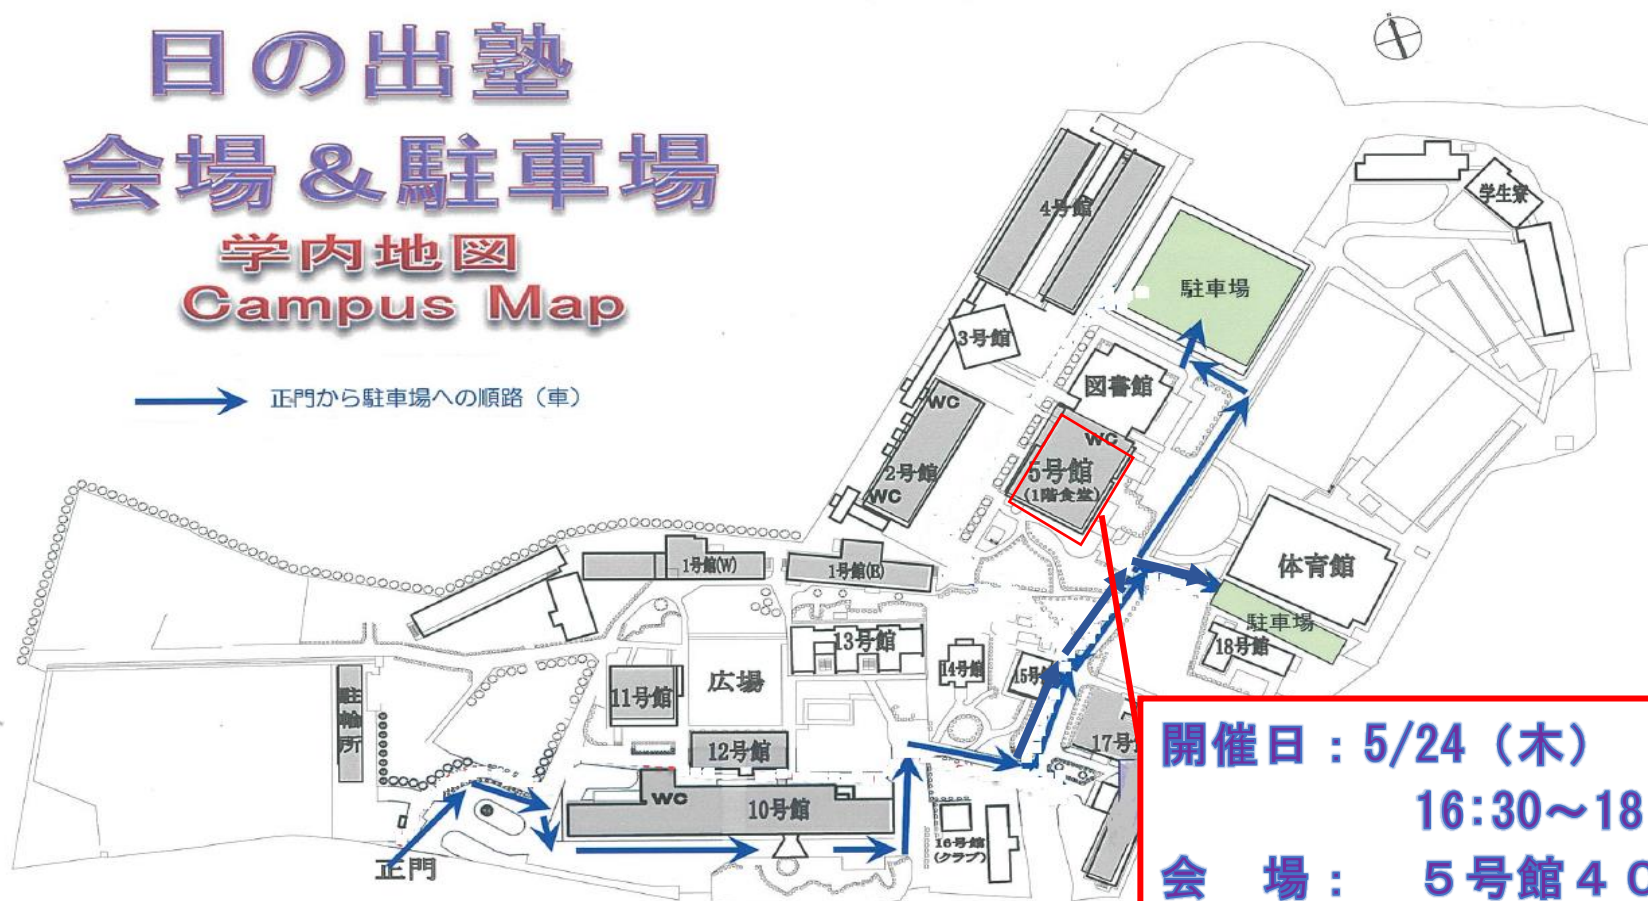 日の出塾
会場＆駐車場
学内地図
Campus Map
正門から駐車場への順路（車）
N
学生寮
4号館
駐車場
3号館
図書館
WC
WC
2号館
5号館
(1階食堂)
WC
1号館(W)
1号館(E)
体育館
駐車場
18号館
13号館
14号館
15号
11号館
広場
駐輪所
12号館
17号
WC
10号館
16号館
(クラブ)
正門
開催日：5/24（木）
16:30～18
会　場：　５号館４０